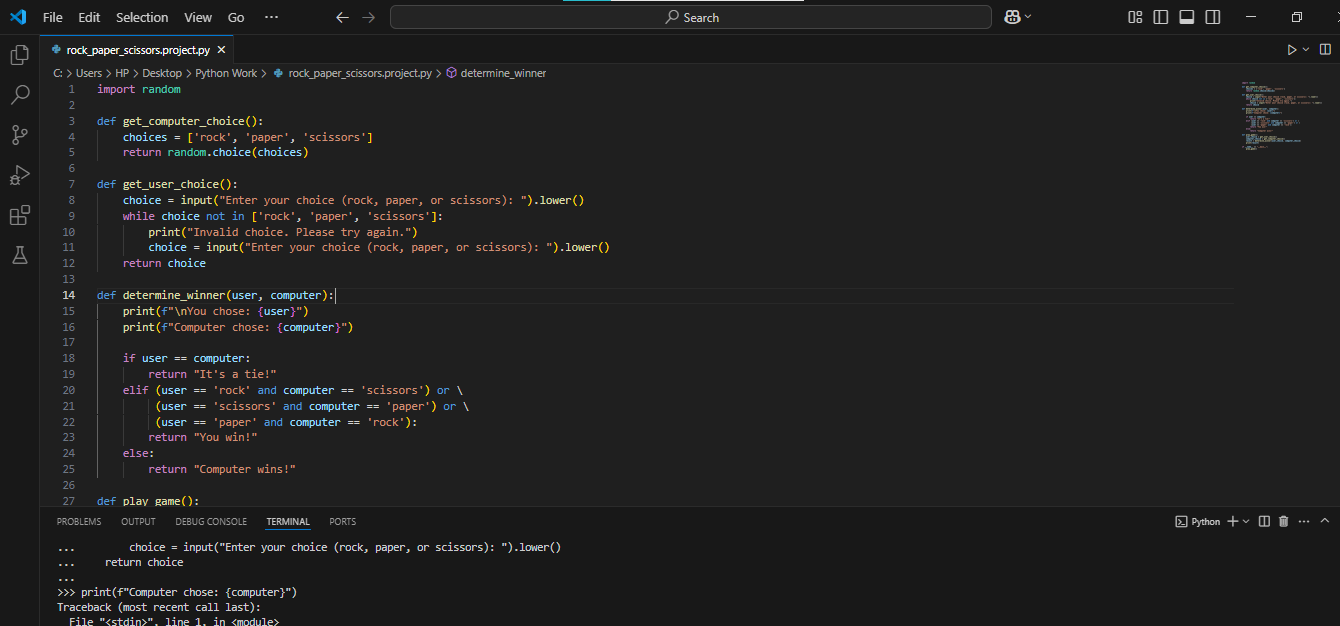 File Edit Selection View Go ··· Search
rock_paper_scissors.project.py
C: > Users > HP > Desktop > Python Work > rock_paper_scissors.project.py > determine_winner
1 import random
2
3 def get_computer_choice():
4 choices = ['rock', 'paper', 'scissors']
5 return random.choice(choices)
6
7 def get_user_choice():
8 choice = input("Enter your choice (rock, paper, or scissors): ").lower()
9 while choice not in ['rock', 'paper', 'scissors']:
10 print("Invalid choice. Please try again.")
11 choice = input("Enter your choice (rock, paper, or scissors): ").lower()
12 return choice
13
14 def determine_winner(user, computer):
15 print(f"\nYou chose: {user}")
16 print(f"Computer chose: {computer}")
17
18 if user == computer:
19 return "It's a tie!"
20 elif (user == 'rock' and computer == 'scissors') or \
21 (user == 'scissors' and computer == 'paper') or \
22 (user == 'paper' and computer == 'rock'):
23 return "You win!"
24 else:
25 return "Computer wins!"
26
27 def play_game():
PROBLEMS OUTPUT DEBUG CONSOLE TERMINAL PORTS Python
... choice = input("Enter your choice (rock, paper, or scissors): ").lower()
... return choice
...
>>> print(f"Computer chose: {computer}")
Traceback (most recent call last):
File "<stdin>", line 1, in <module>